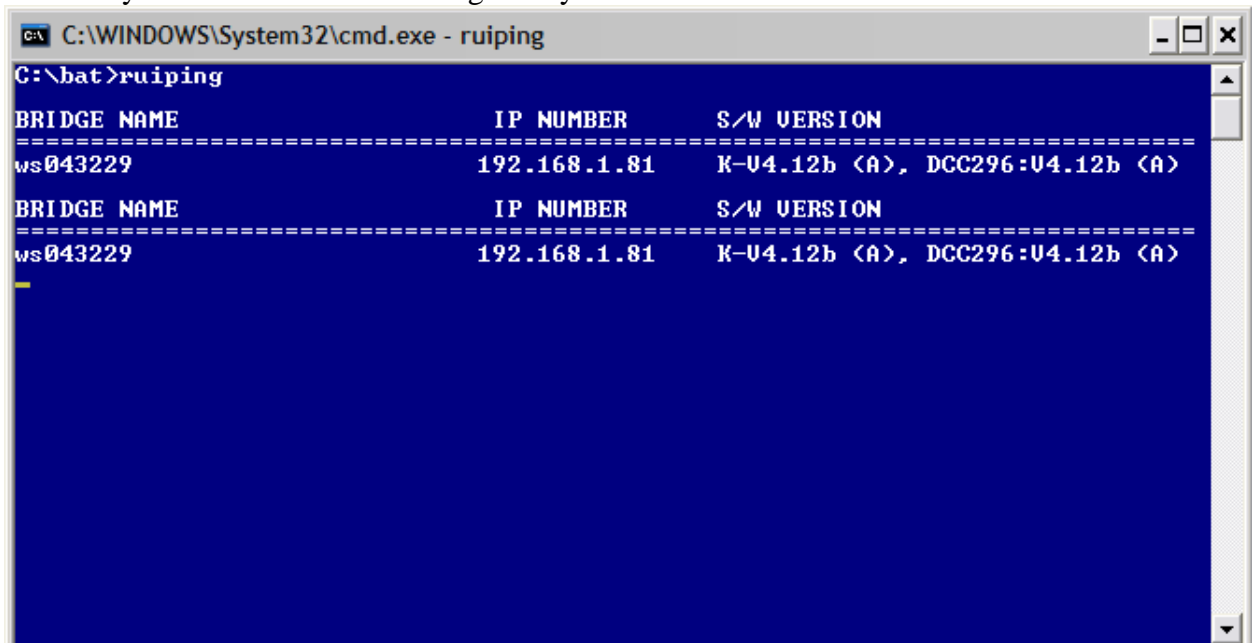 C:\WINDOWS\System32\cmd.exe - ruiping
C:\bat>ruiping
BRIDGE NAME IP NUMBER S/W VERSION
===============================================================================
ws043229 192.168.1.81 K-V4.12b (A), DCC296:V4.12b (A)
BRIDGE NAME IP NUMBER S/W VERSION
===============================================================================
ws043229 192.168.1.81 K-V4.12b (A), DCC296:V4.12b (A)